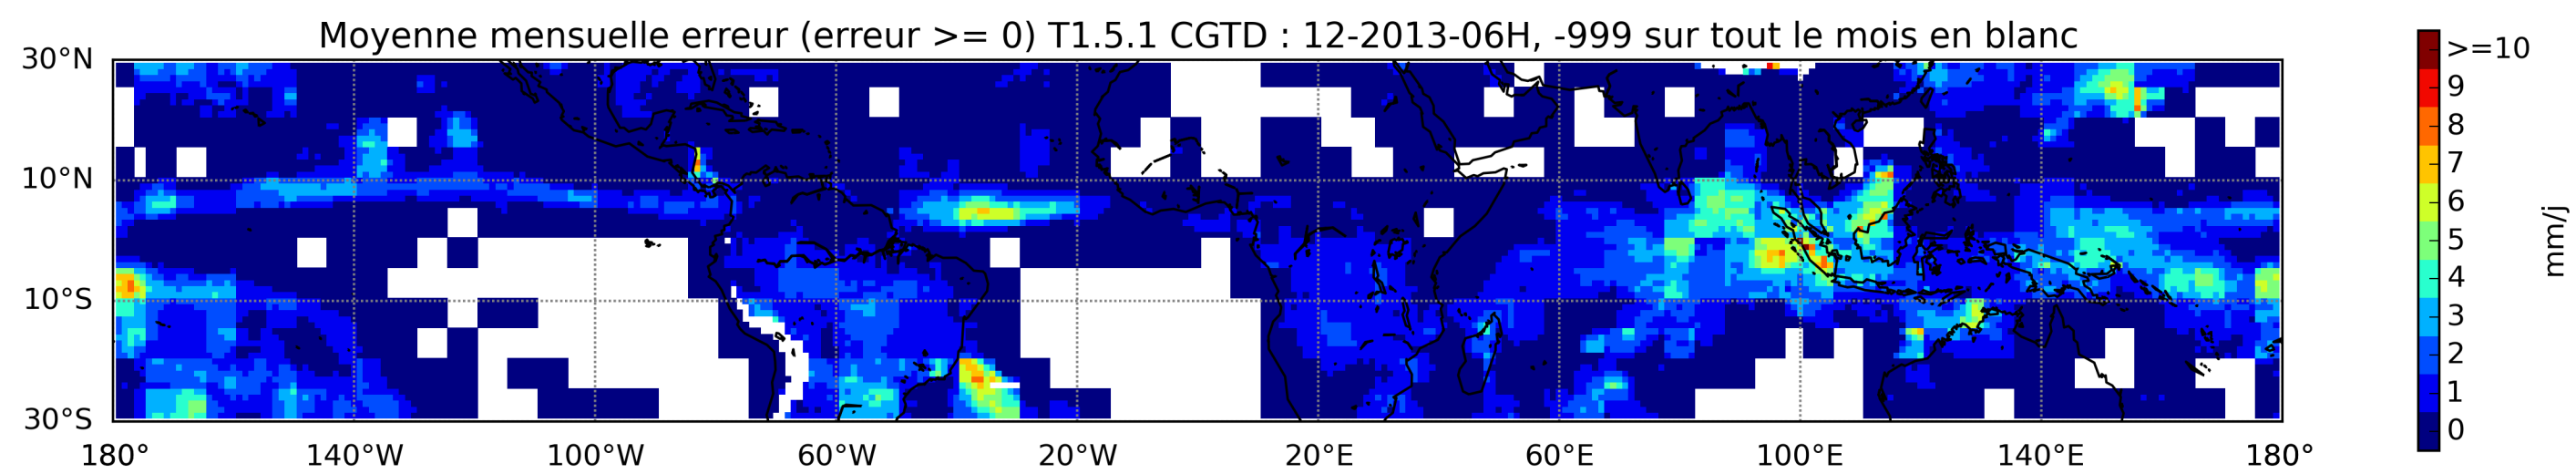 Moyenne mensuelle erreur (erreur >= 0) T1.5.1 CGTD : 12-2013-06H, -999 sur tout le mois en blanc
30°N
10°N
10°S
30°S
180° 140°W 100°W 60°W 20°W 20°E 60°E 100°E 140°E 180°
>=10
9
8
7
6
5
4
3
2
1
0
mm/j